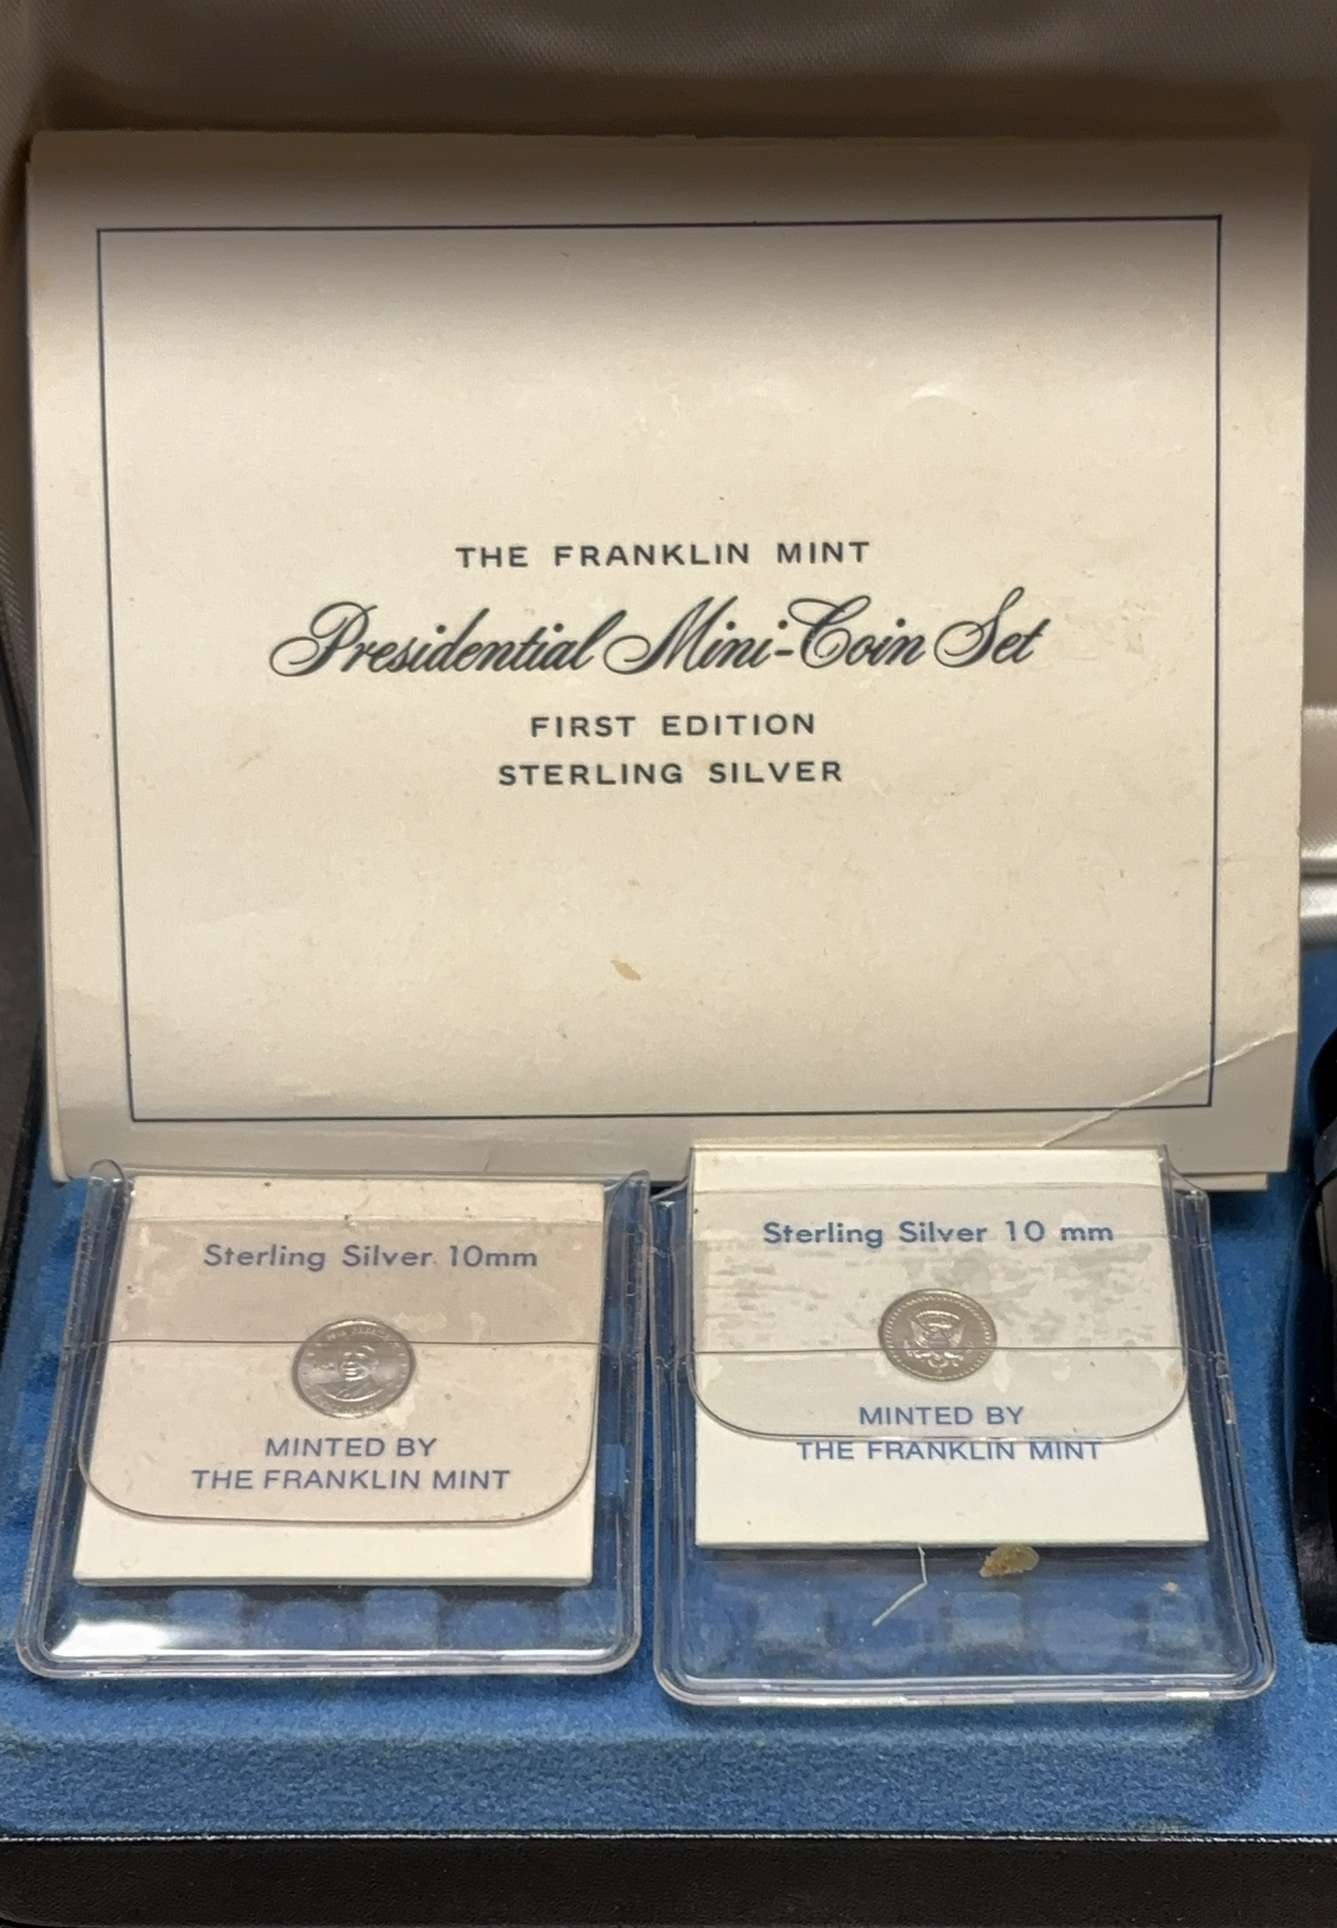 THE FRANKLIN MINT
Presidential Mini-Coin Set
FIRST EDITION
STERLING SILVER
Sterling Silver 10mm
MINTED BY
THE FRANKLIN MINT
Sterling Silver 10 mm
MINTED BY
THE FRANKLIN MINT